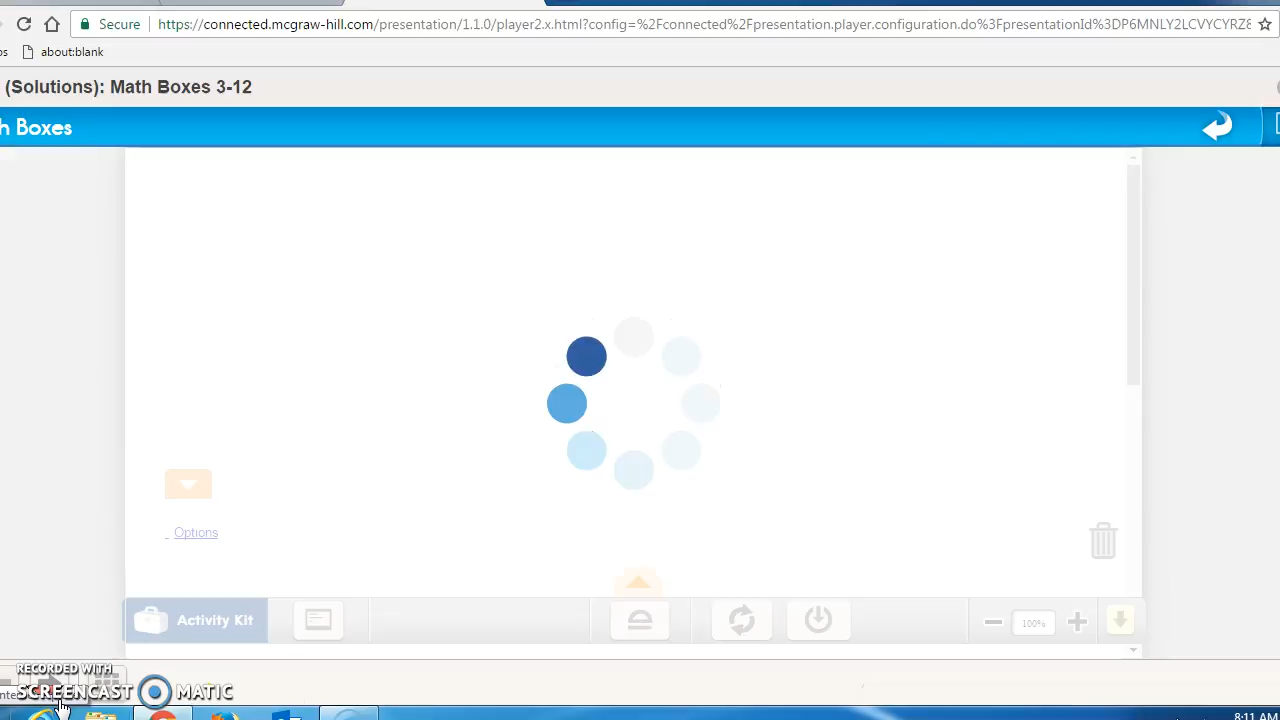 Secure
https://connected.mcgraw-hill.com/presentation/1.1.0/player2.x.html?config=%2Fconnected%2Fpresentation.player.configuration.do%3FpresentationId%3DP6MNLY2LCVYCYRZ8
ps
about:blank
(Solutions): Math Boxes 3-12
h Boxes
Options
Activity Kit
100%
RECORDED WITH
SCREENCAST MATIC
8:11 AM